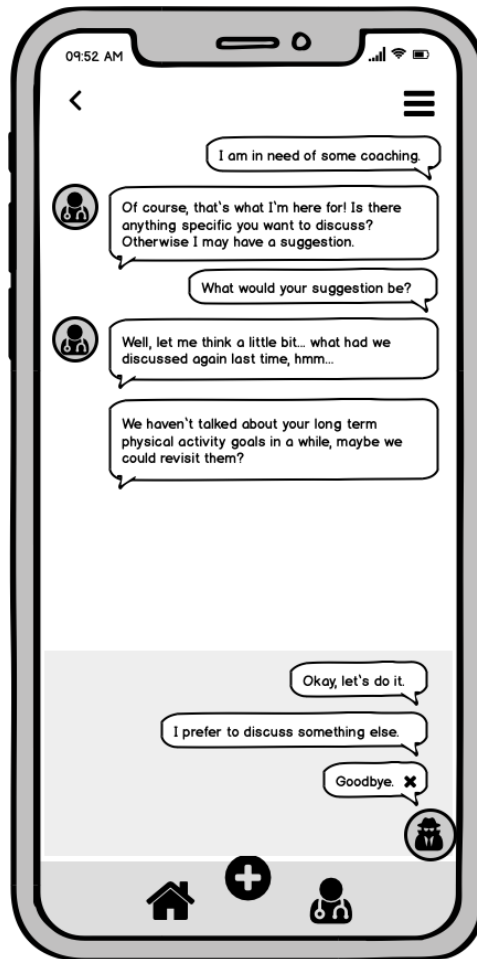 09:52 AM
I am in need of some coaching.
Of course, that`s what I`m here for! Is there
anything specific you want to discuss?
Otherwise I may have a suggestion.
What would your suggestion be?
Well, let me think a little bit... what had we
discussed again last time, hmm...
We haven`t talked about your long term
physical activity goals in a while, maybe we
could revisit them?
Okay, let`s do it.
I prefer to discuss something else.
Goodbye.